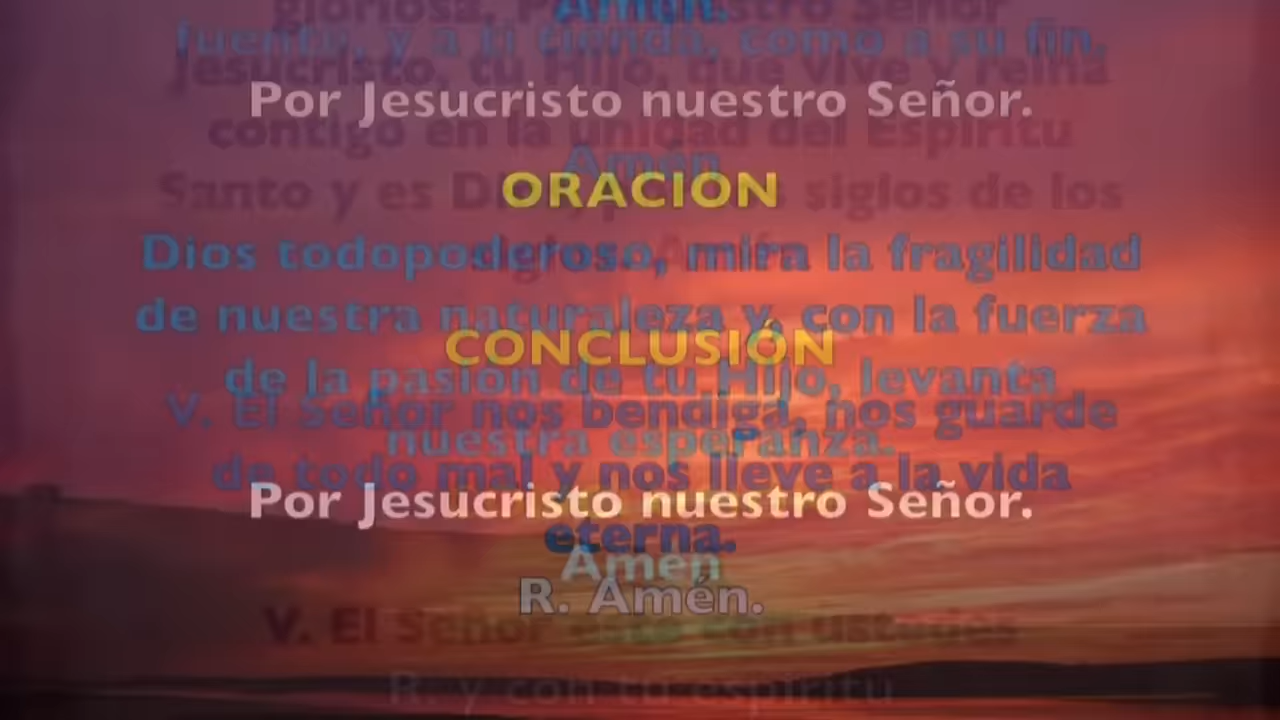 gloriosa. Por nuestro Señor
Amén.
fuente, y a ti tienda, como a su fin.
Jesucristo, tu Hijo, que vive y reina
Por Jesucristo nuestro Señor.
contigo en la unidad del Espíritu
Amén
Santo y es Dios, por los siglos de los
ORACIÓN
siglos. Amén.
Dios todopoderoso, mira la fragilidad
de nuestra naturaleza y, con la fuerza
CONCLUSIÓN
de la pasión de tu Hijo, levanta
V. El Señor nos bendiga, nos guarde
nuestra esperanza.
de todo mal y nos lleve a la vida
Por Jesucristo nuestro Señor.
eterna.
Amén
R. Amén.
V. El Señor esté con ustedes
R. y con tu espíritu